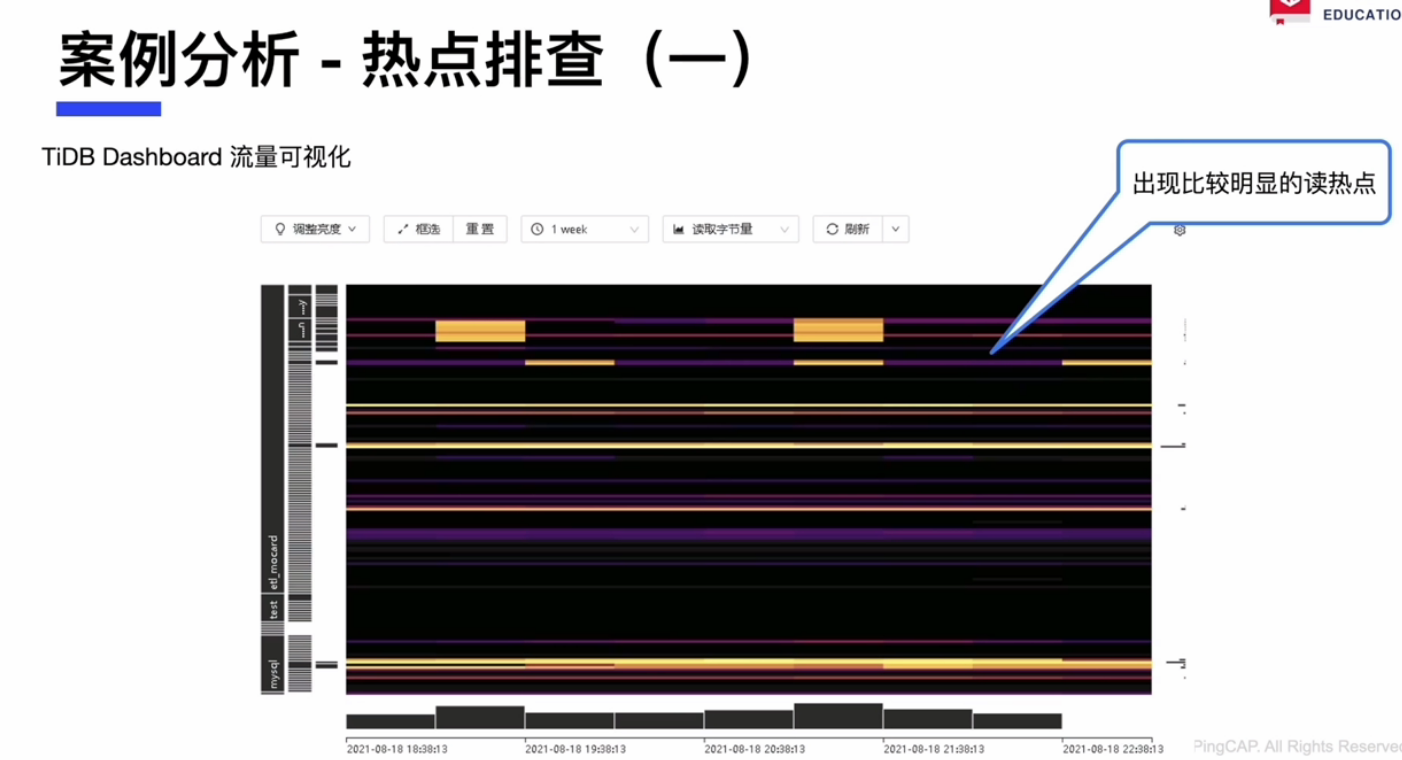 EDUCATIO
案例分析 - 热点排查（一）
TiDB Dashboard 流量可视化
出现比较明显的读热点
调整亮度 框选 重置 1 week 读取字节量 刷新
etl_mocard
test
mysql
2021-08-18 18:38:13 2021-08-18 19:38:13 2021-08-18 20:38:13 2021-08-18 21:38:13 2021-08-18 22:38:13
PingCAP. All Rights Reserved